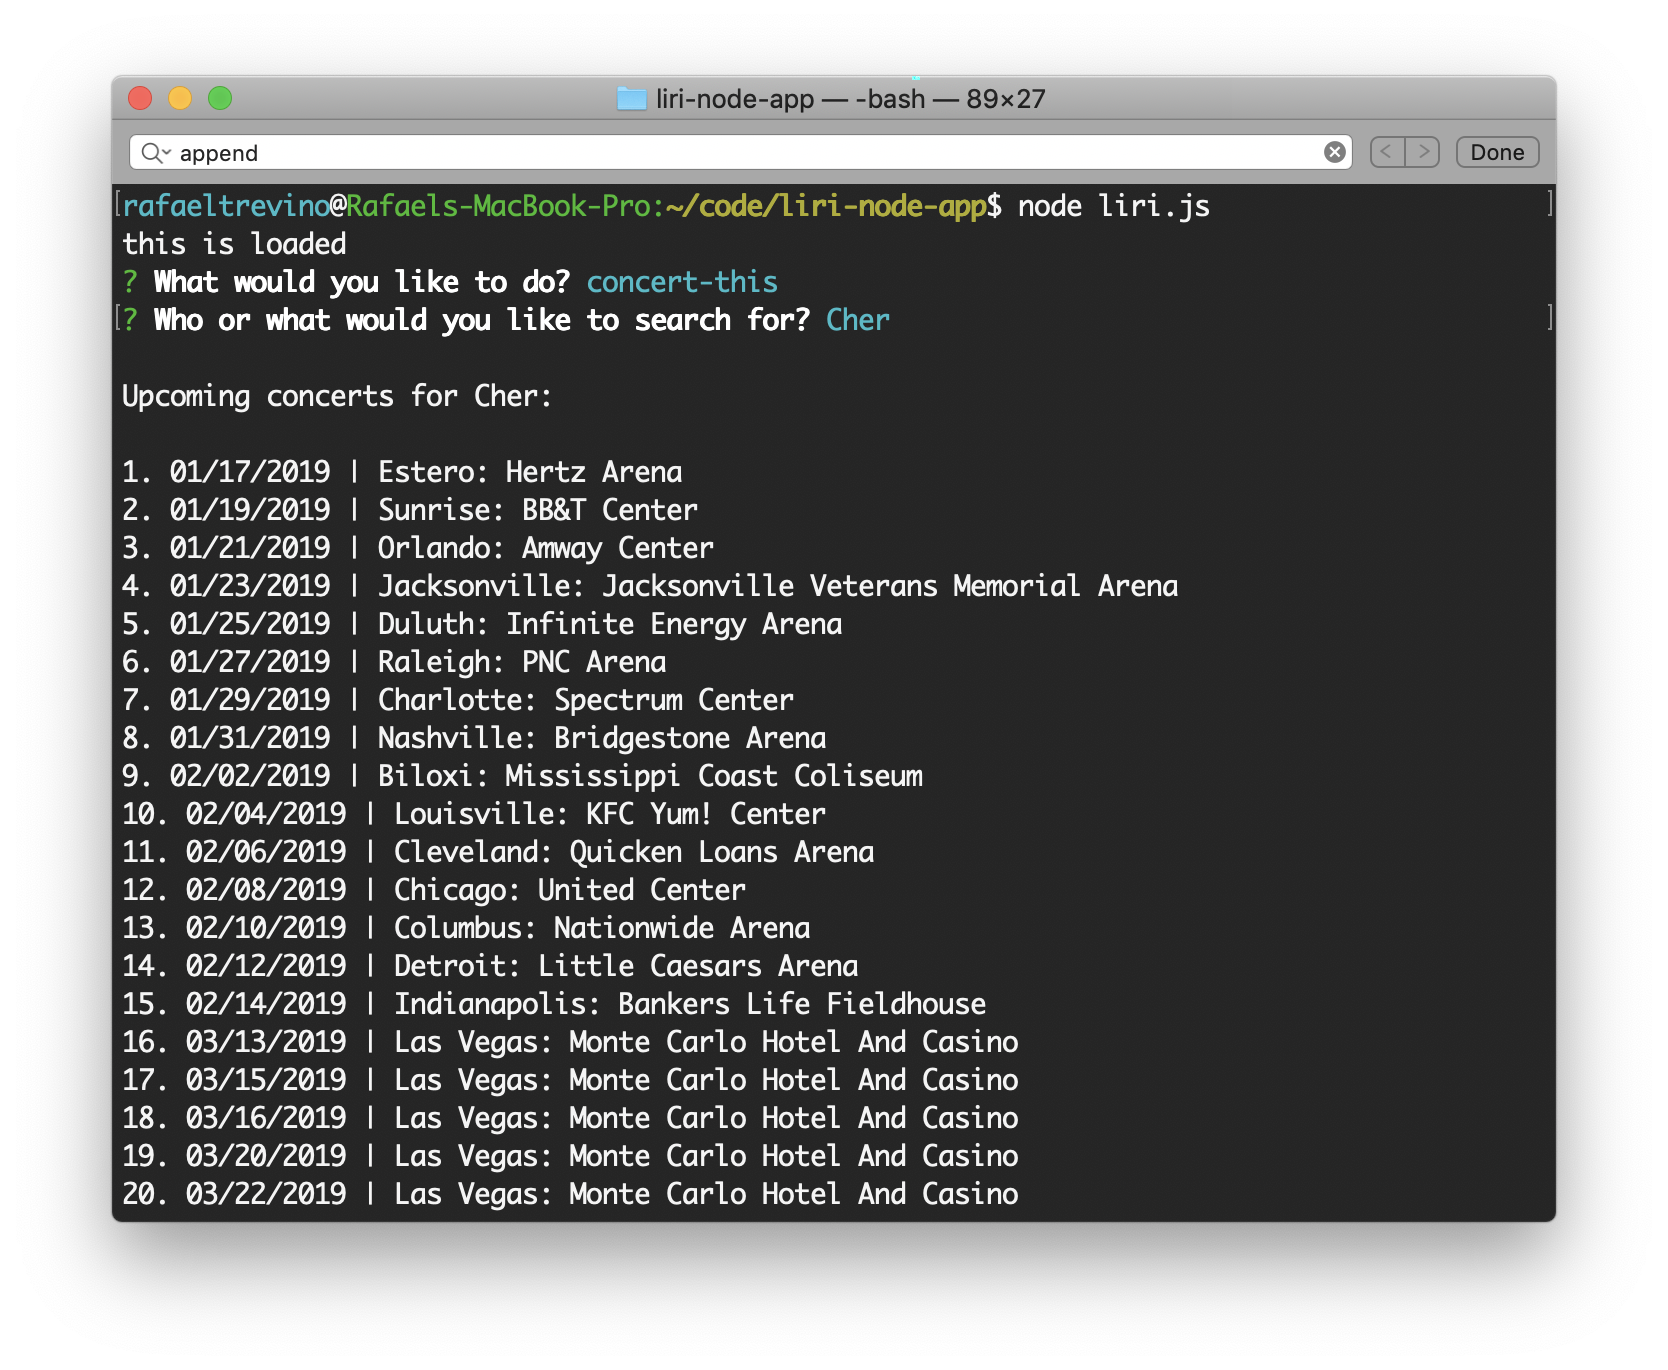 liri-node-app — -bash — 89×27
append
Done
[rafaeltrevino@Rafaels-MacBook-Pro:~/code/liri-node-app$ node liri.js ]
this is loaded
? What would you like to do? concert-this
[? Who or what would you like to search for? Cher ]
Upcoming concerts for Cher:
1. 01/17/2019 | Estero: Hertz Arena
2. 01/19/2019 | Sunrise: BB&T Center
3. 01/21/2019 | Orlando: Amway Center
4. 01/23/2019 | Jacksonville: Jacksonville Veterans Memorial Arena
5. 01/25/2019 | Duluth: Infinite Energy Arena
6. 01/27/2019 | Raleigh: PNC Arena
7. 01/29/2019 | Charlotte: Spectrum Center
8. 01/31/2019 | Nashville: Bridgestone Arena
9. 02/02/2019 | Biloxi: Mississippi Coast Coliseum
10. 02/04/2019 | Louisville: KFC Yum! Center
11. 02/06/2019 | Cleveland: Quicken Loans Arena
12. 02/08/2019 | Chicago: United Center
13. 02/10/2019 | Columbus: Nationwide Arena
14. 02/12/2019 | Detroit: Little Caesars Arena
15. 02/14/2019 | Indianapolis: Bankers Life Fieldhouse
16. 03/13/2019 | Las Vegas: Monte Carlo Hotel And Casino
17. 03/15/2019 | Las Vegas: Monte Carlo Hotel And Casino
18. 03/16/2019 | Las Vegas: Monte Carlo Hotel And Casino
19. 03/20/2019 | Las Vegas: Monte Carlo Hotel And Casino
20. 03/22/2019 | Las Vegas: Monte Carlo Hotel And Casino